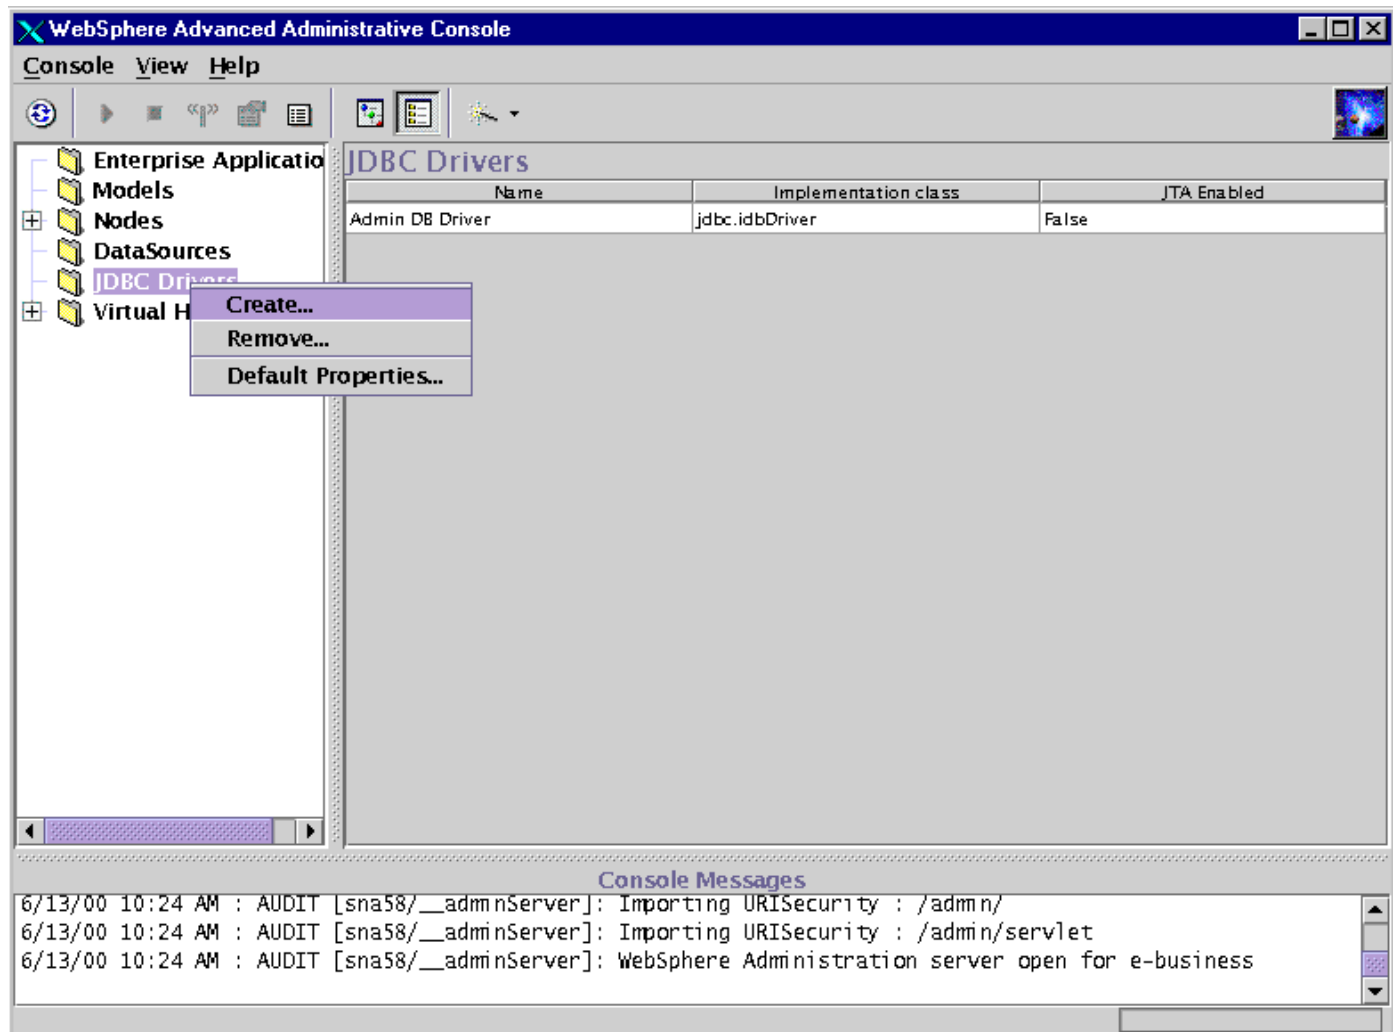 WebSphere Advanced Administrative Console
Console View Help
Enterprise Applicatio
Models
Nodes
DataSources
JDBC Drivers
Virtual H
Create...
Remove...
Default Properties...
JDBC Drivers
Name Implementation class JTA Enabled
Admin DB Driver jdbc.idbDriver False
Console Messages
6/13/00 10:24 AM : AUDIT [sna58/__adminServer]: Importing URISecurity : /admin/
6/13/00 10:24 AM : AUDIT [sna58/__adminServer]: Importing URISecurity : /admin/servlet
6/13/00 10:24 AM : AUDIT [sna58/__adminServer]: WebSphere Administration server open for e-business